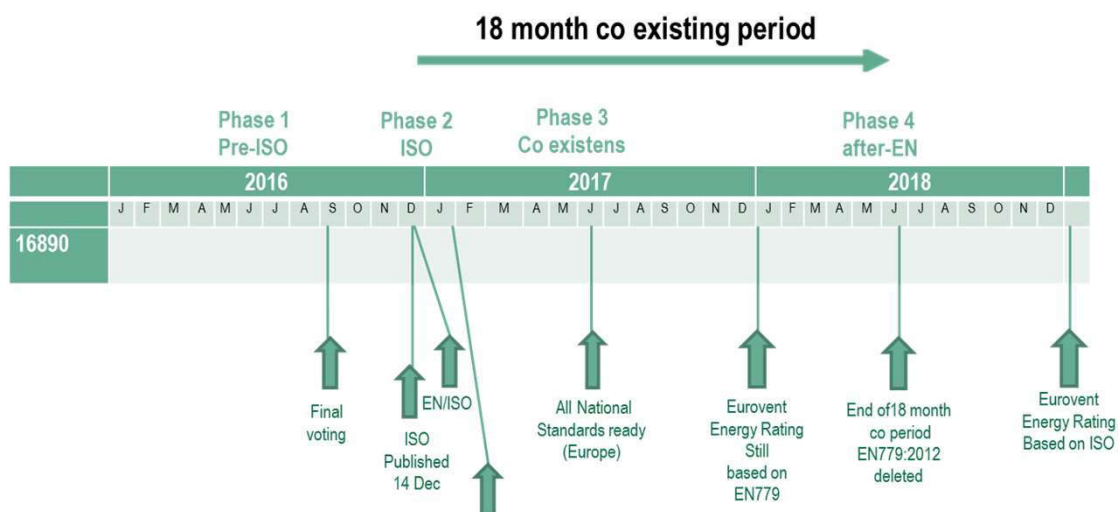 18 month co existing period
Phase 1
Pre-ISO
Phase 2
ISO
Phase 3
Co existens
Phase 4
after-EN
2016 2017 2018
J F M A M J J A S O N D J F M A M J J A S O N D J F M A M J J A S O N D
16890
Final
voting
ISO
Published
14 Dec
EN/ISO
All National
Standards ready
(Europe)
Eurovent
Energy Rating
Still
based on
EN779
End of18 month
co period
EN779:2012
deleted
Eurovent
Energy Rating
Based on ISO